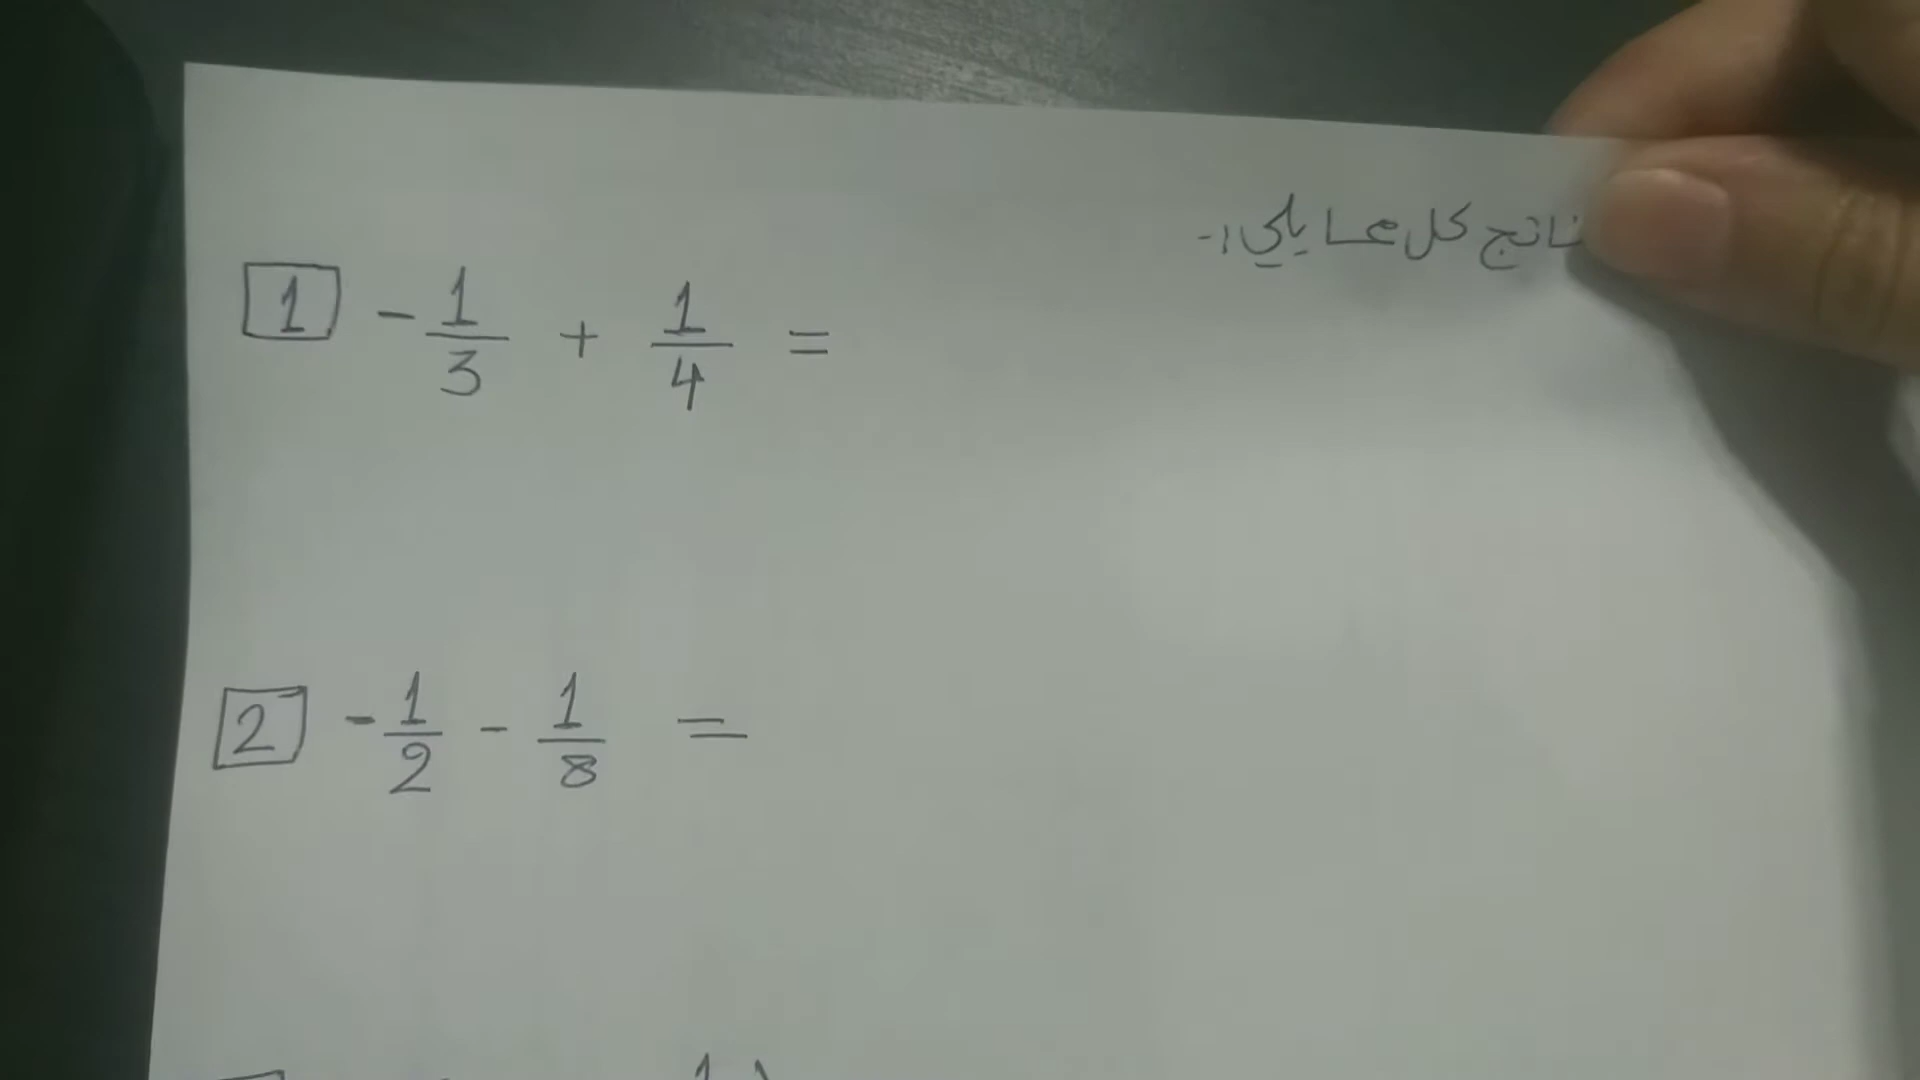 ناتج كل مما يلي :-
1 - 1/3 + 1/4 =
2 - 1/2 - 1/8 =